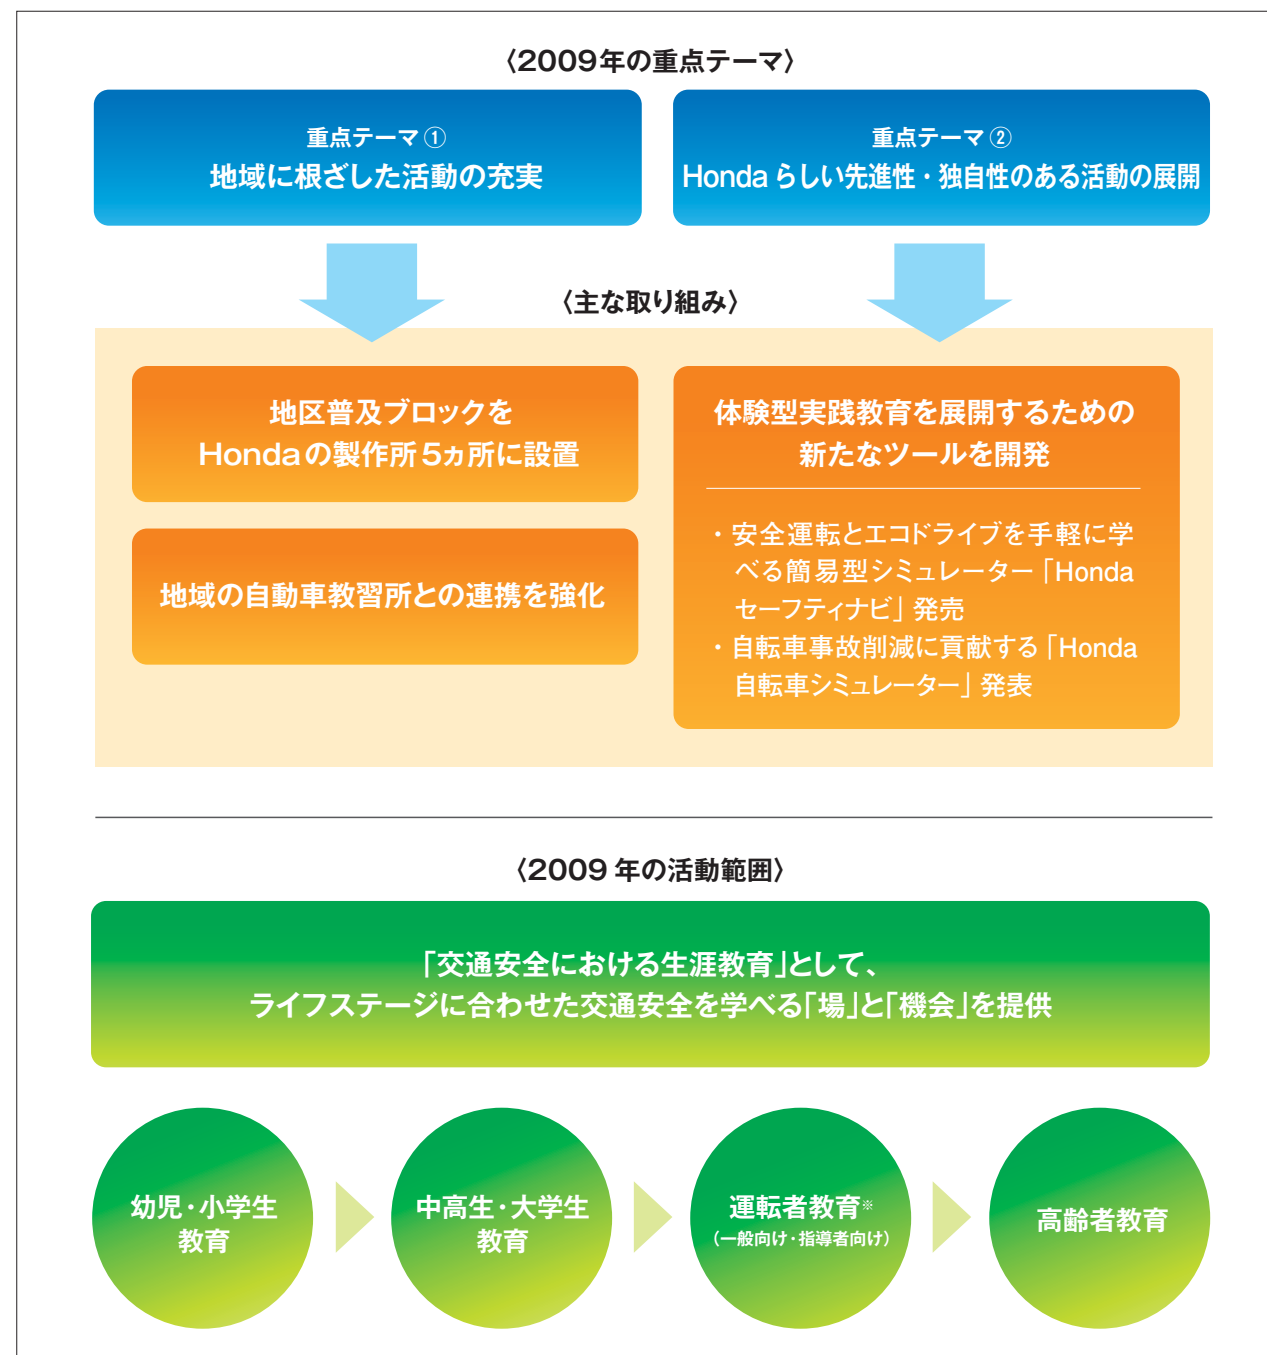 〈2009年の重点テーマ〉
重点テーマ①
地域に根ざした活動の充実
重点テーマ②
Honda らしい先進性・独自性のある活動の展開
〈主な取り組み〉
地区普及ブロックを
Hondaの製作所5ヵ所に設置
地域の自動車教習所との連携を強化
体験型実践教育を展開するための
新たなツールを開発
・安全運転とエコドライブを手軽に学
べる簡易型シミュレーター「Honda
セーフティナビ」発売
・自転車事故削減に貢献する「Honda
自転車シミュレーター」発表
〈2009 年の活動範囲〉
「交通安全における生涯教育」として、
ライフステージに合わせた交通安全を学べる「場」と「機会」を提供
幼児・小学生
教育
中高生・大学生
教育
運転者教育※
(一般向け・指導者向け)
高齢者教育